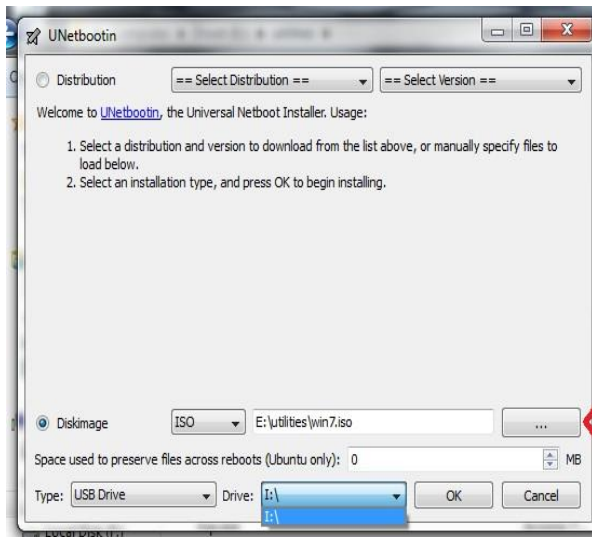 UNetbootin
Distribution == Select Distribution == == Select Version ==
Welcome to UNetbootin, the Universal Netboot Installer. Usage:
1. Select a distribution and version to download from the list above, or manually specify files to
load below.
2. Select an installation type, and press OK to begin installing.
Diskimage ISO E:\utilities\win7.iso ...
Space used to preserve files across reboots (Ubuntu only): 0 MB
Type: USB Drive Drive: I:\ OK Cancel
I:\